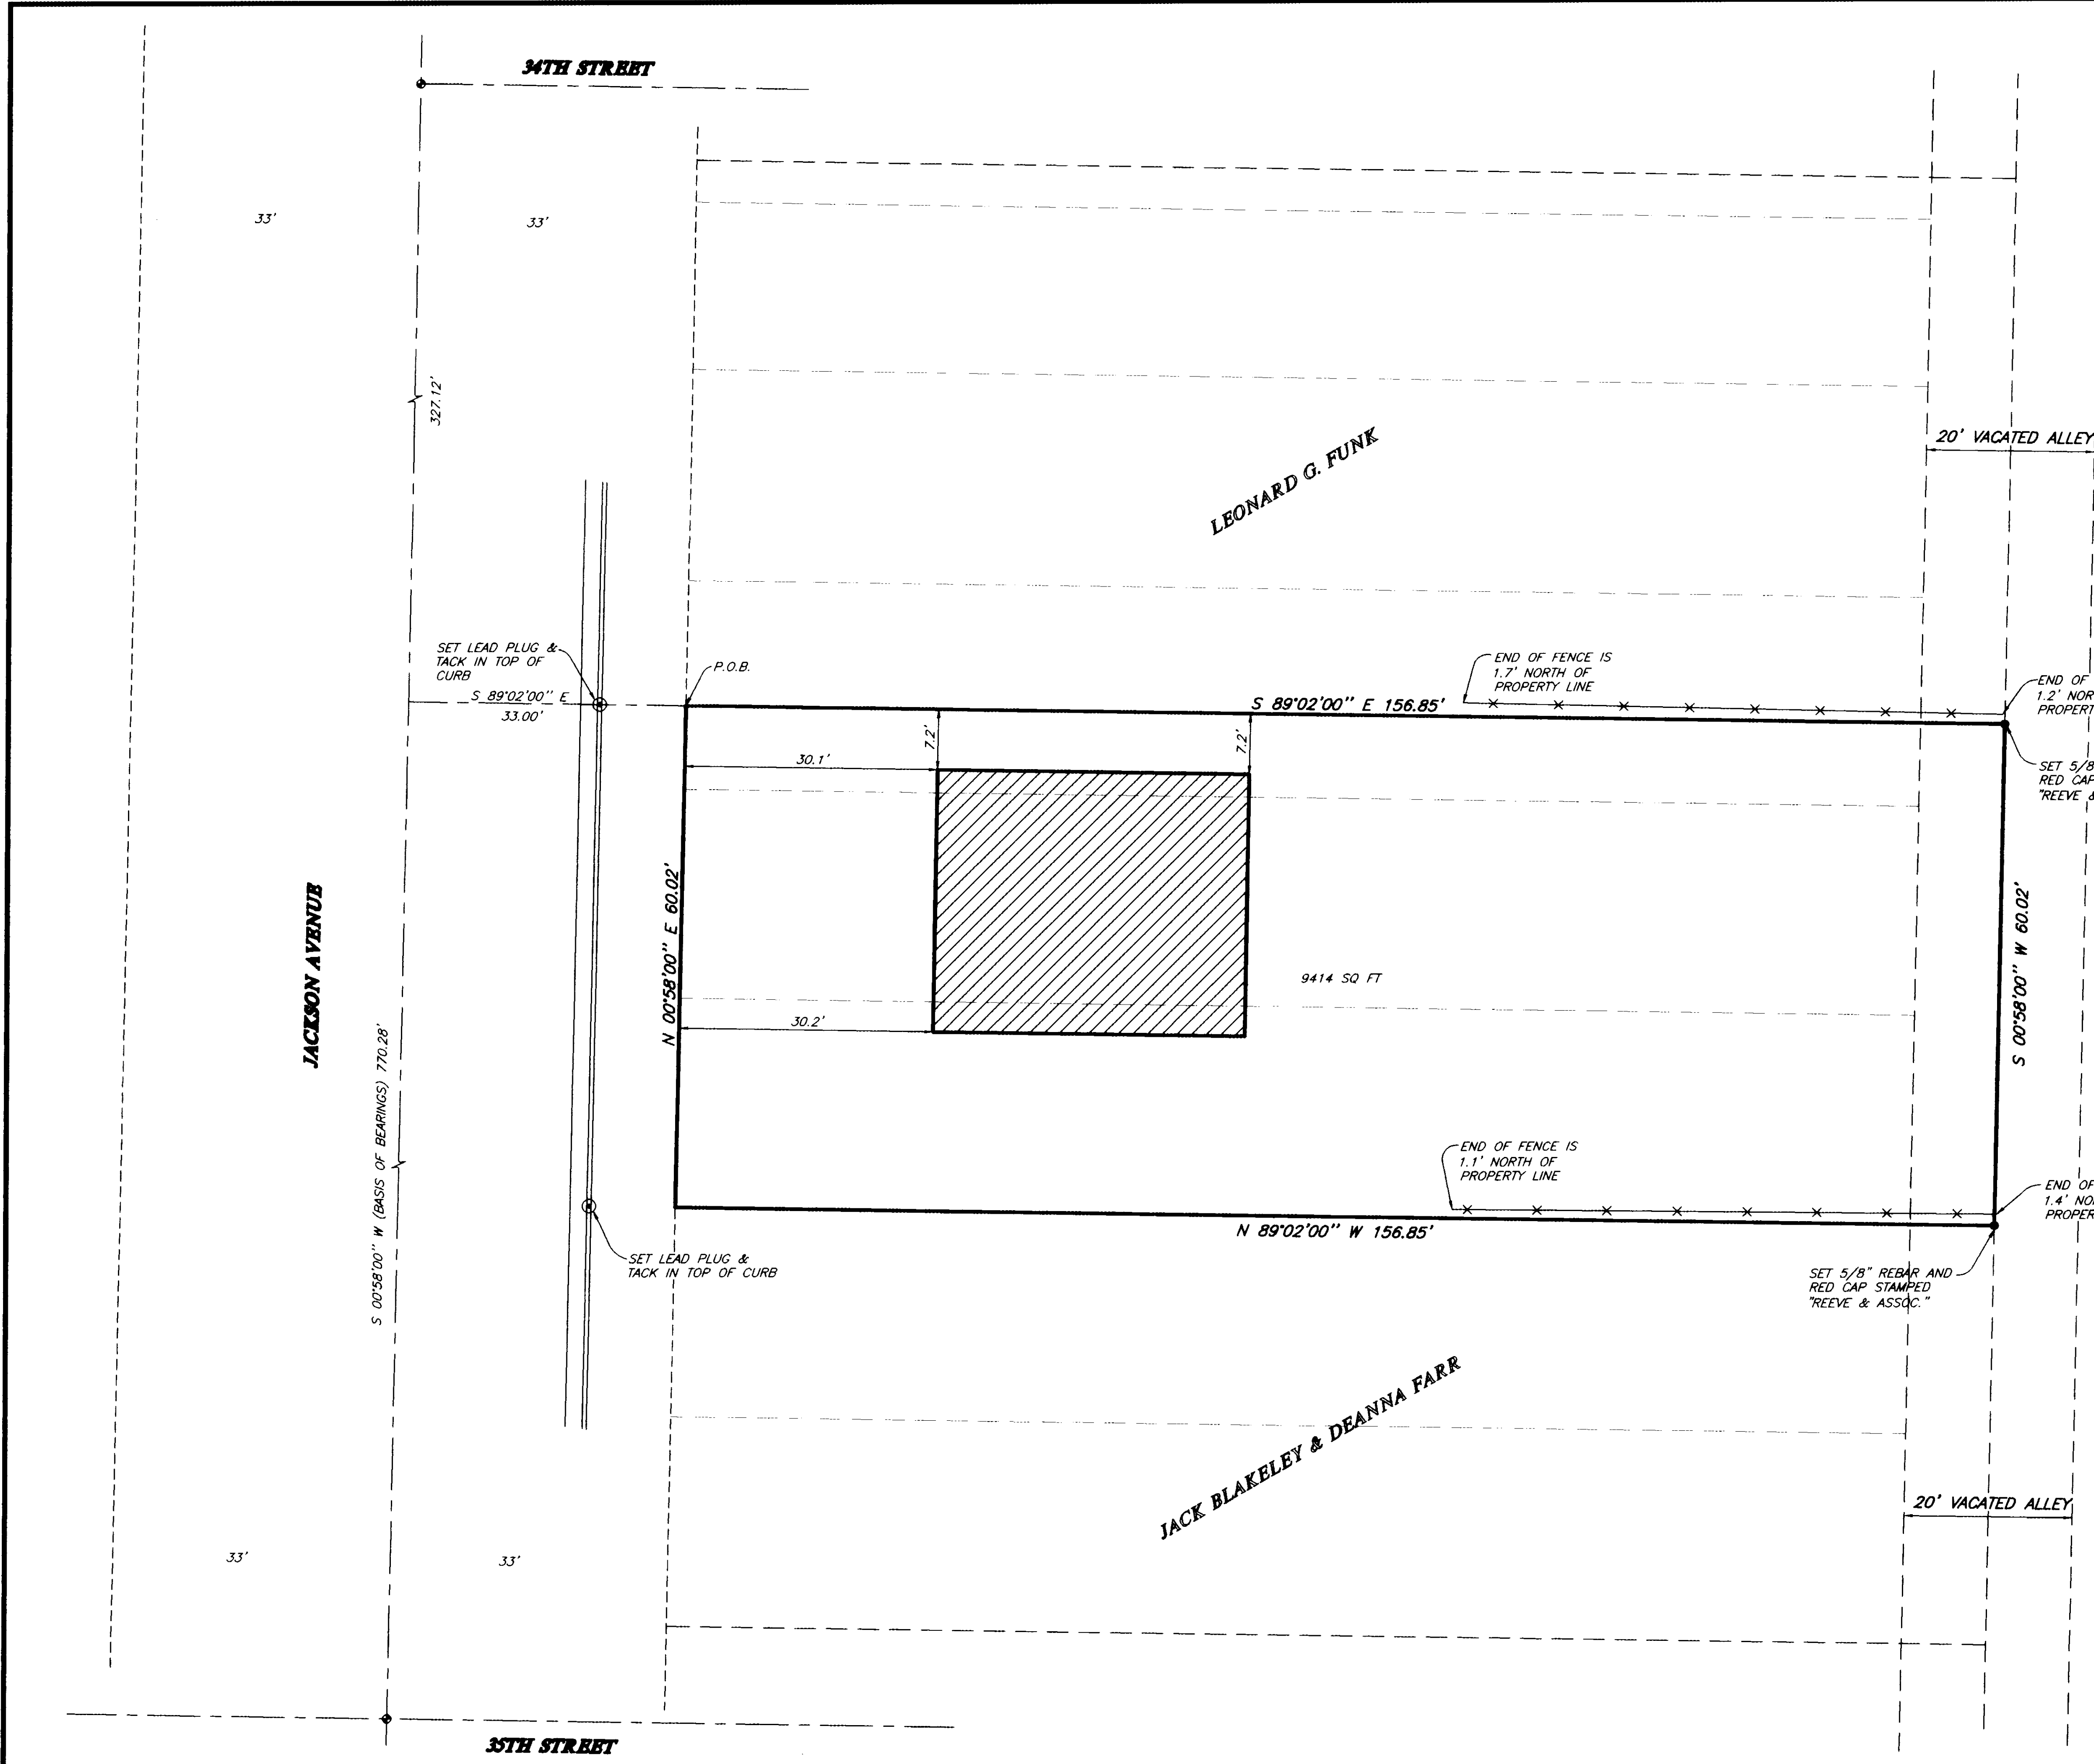 34TH STREET
33'
33'
327.12'
LEONARD G. FUNK
20' VACATED ALLEY
SET LEAD PLUG &
TACK IN TOP OF
CURB
S 89°02'00" E
33.00'
P.O.B.
END OF FENCE IS
1.7' NORTH OF
PROPERTY LINE
S 89°02'00" E 156.85'
END OF
1.2'
7.2'
7.2'
30.1'
SET 5/8
RED CAP
"REEVE &
JACKSON AVENUE
N 00°58'00" E 60.02'
9414 SQ FT
S 00°58'00" W 60.02'
30.2'
S 00°58'00" W (BASIS OF BEARINGS) 770.28'
END OF FENCE IS
1.1' NORTH OF
PROPERTY LINE
END OF
1.4'
N 89°02'00" W 156.85'
SET LEAD PLUG &
TACK IN TOP OF CURB
SET 5/8" REBAR AND
RED CAP STAMPED
"REEVE & ASSOC."
JACK BLAKELEY & DEANNA FARR
20' VACATED ALLEY
33'
33'
35TH STREET